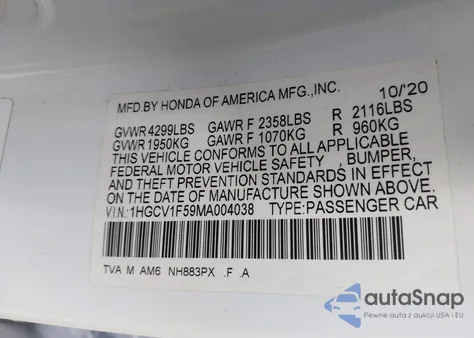 MFD.BY HONDA OF AMERICA MFG.,INC. 10/'20
GVWR 4299LBS GAWR F 2358LBS R 2116LBS
GVWR 1950KG GAWR F 1070KG R 960KG
THIS VEHICLE CONFORMS TO ALL APPLICABLE
FEDERAL MOTOR VEHICLE SAFETY , BUMPER,
AND THEFT PREVENTION STANDARDS IN EFFECT
ON THE DATE OF MANUFACTURE SHOWN ABOVE.
V.I.N.: 1HGCV1F59MA004038 TYPE:PASSENGER CAR
TVA M AM6 NH883PX .F .A
autoSnap
Pewne auta z aukcji USA i EU